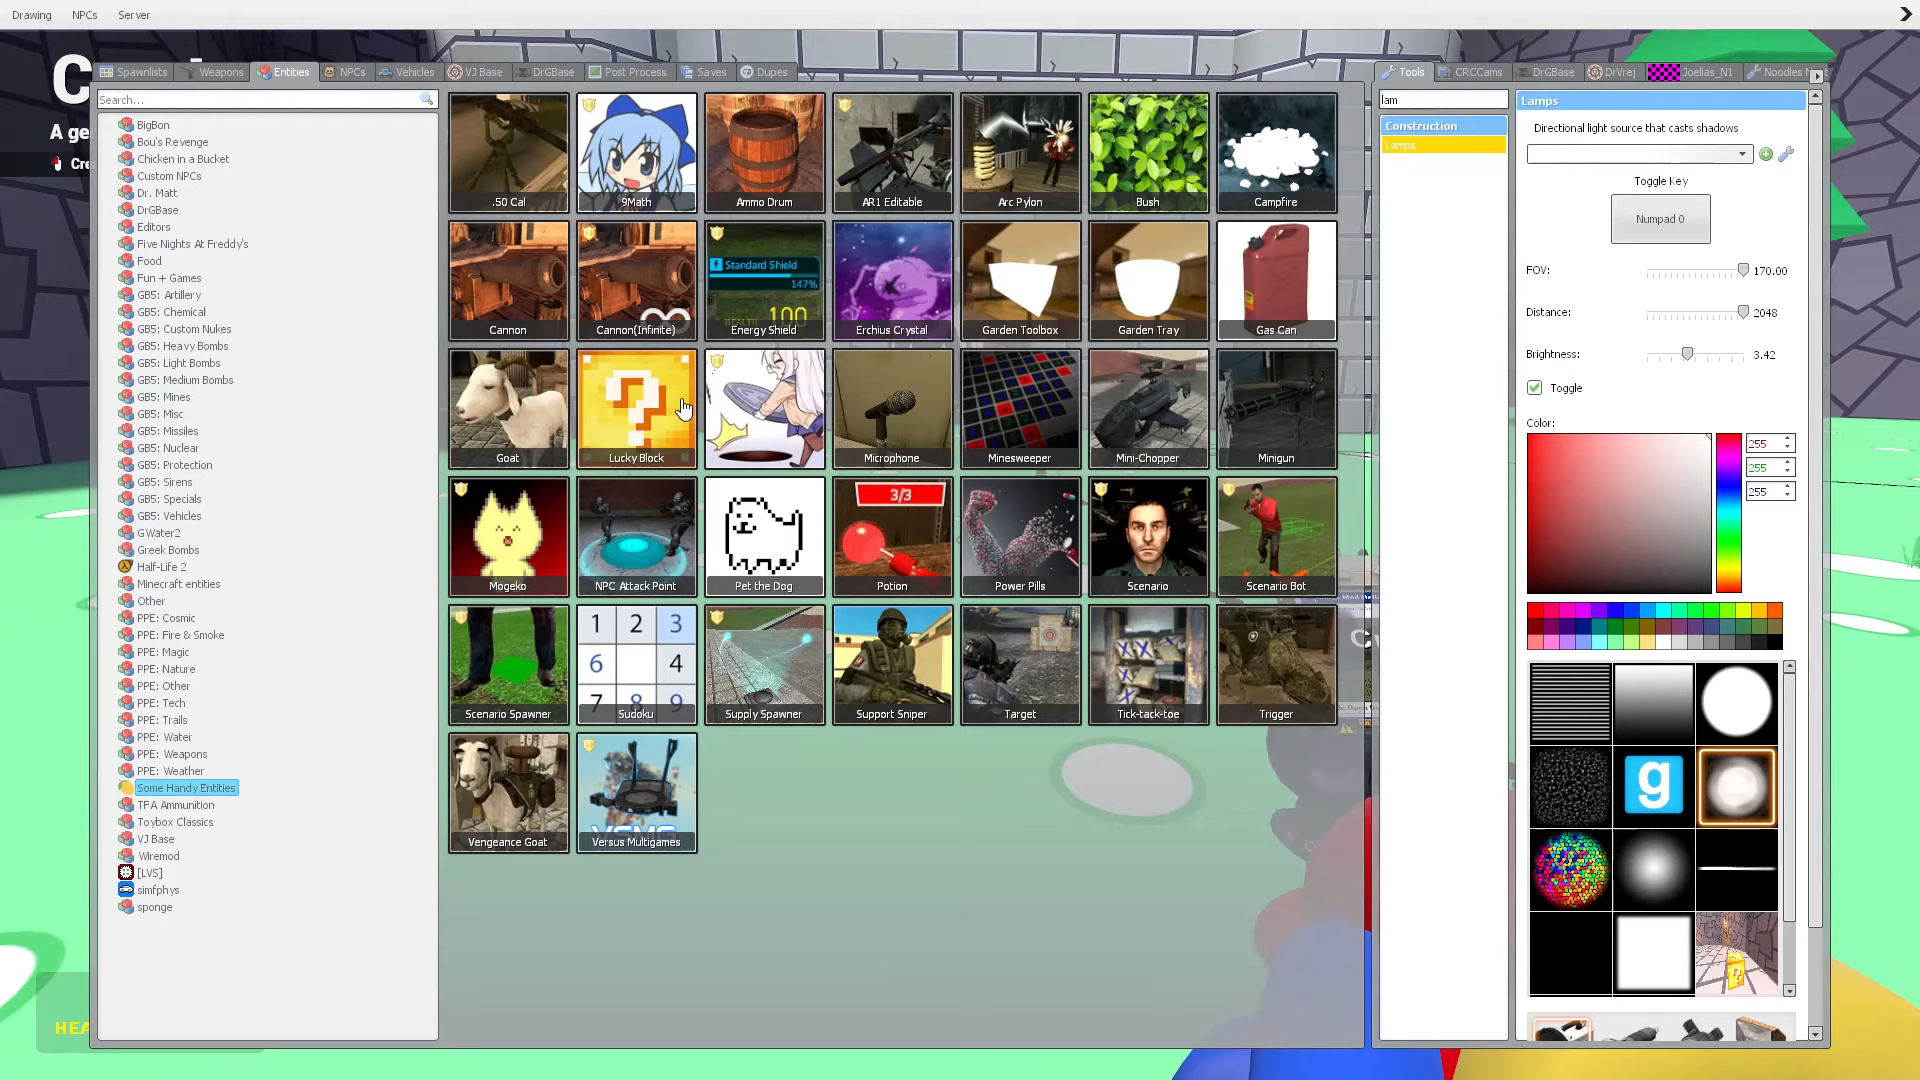 Drawing NPCs Server
C
A ge
Cre
Spawnlists Weapons Entities NPCs Vehicles VJ Base DrGBase Post Process Saves Dupes
Search...
BigBon
Bou's Revenge
Chicken in a Bucket
Custom NPCs
Dr. Matt
DrGBase
Editors
Five Nights At Freddy's
Food
Fun + Games
GB5: Artillery
GB5: Chemical
GB5: Custom Nukes
GB5: Heavy Bombs
GB5: Light Bombs
GB5: Medium Bombs
GB5: Mines
GB5: Misc
GB5: Missiles
GB5: Nuclear
GB5: Protection
GB5: Sirens
GB5: Specials
GB5: Vehicles
GWater2
Greek Bombs
Half-Life 2
Minecraft entities
Other
PPE: Cosmic
PPE: Fire & Smoke
PPE: Magic
PPE: Nature
PPE: Other
PPE: Tech
PPE: Trails
PPE: Water
PPE: Weapons
PPE: Weather
Some Handy Entities
TFA Ammunition
Toybox Classics
VJ Base
Wiremod
[LVS]
simfphys
sponge
HEA
.50 Cal 9Math Ammo Drum AR1 Editable Arc Pylon Bush Campfire
Standard Shield
147%
100
Cannon Cannon(Infinite) Energy Shield Erchius Crystal Garden Toolbox Garden Tray Gas Can
Goat Lucky Block Microphone Minesweeper Mini-Chopper Minigun
3/3
Mogeko NPC Attack Point Pet the Dog Potion Power Pills Scenario Scenario Bot
1 2 3
6 4
7 8 9
Scenario Spawner Sudoku Supply Spawner Support Sniper Target Tick-tack-toe Trigger
VSMG
Vengeance Goat Versus Multigames
Tools CRCCams DrGBase DrVrej Joelias_N1 Noodles
lam
Construction
Lamps
Lamps
Directional light source that casts shadows
Toggle Key
Numpad 0
FOV: 170.00
Distance: 2048
Brightness: 3.42
Toggle
Color:
255
255
255
g